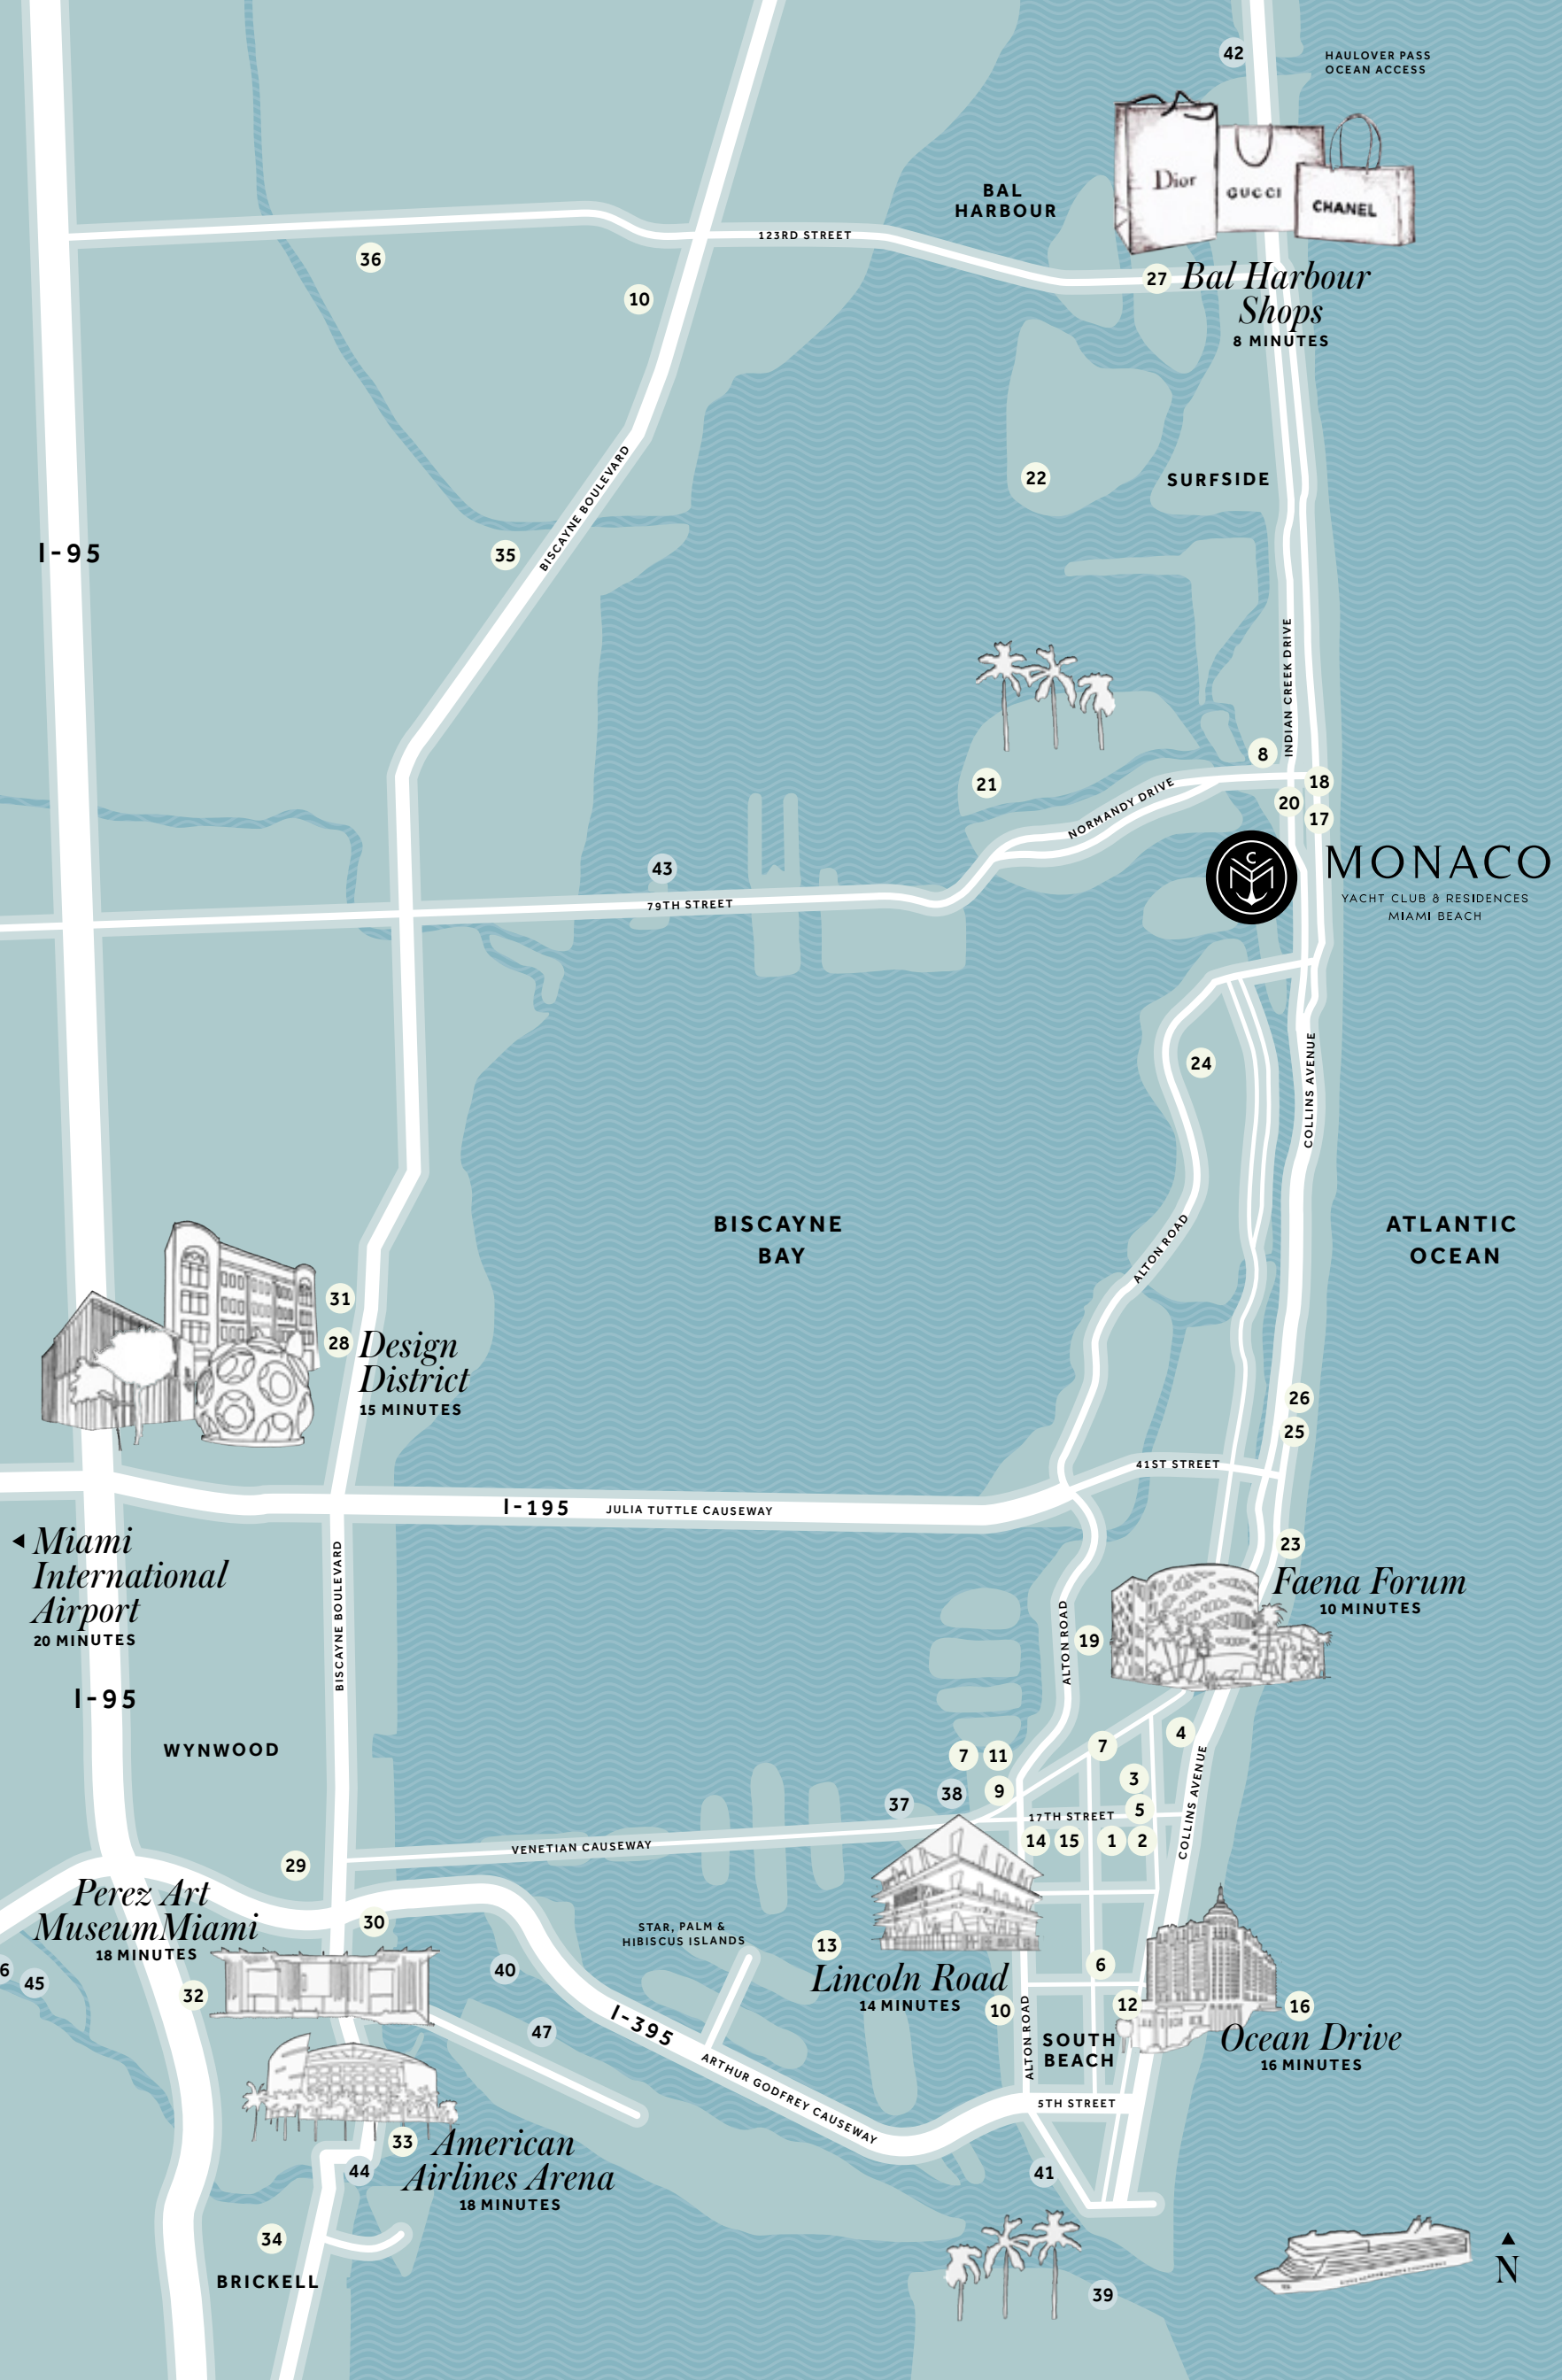 42
HAULOVER PASS
OCEAN ACCESS
Dior
GUCCI
CHANEL
BAL
HARBOUR
123RD STREET
36
10
27
Bal Harbour
Shops
8 MINUTES
BISCAYNE BOULEVARD
22
SURFSIDE
I-95
35
INDIAN CREEK DRIVE
8
21
18
20
17
NORMANDY DRIVE
43
79TH STREET
C
M
MONACO
YACHT CLUB & RESIDENCES
MIAMI BEACH
24
COLLINS AVENUE
BISCAYNE
BAY
ATLANTIC
OCEAN
ALTON ROAD
31
28
Design
District
15 MINUTES
26
25
41ST STREET
I-195
JULIA TUTTLE CAUSEWAY
Miami
International
Airport
20 MINUTES
BISCAYNE BOULEVARD
23
Faena Forum
10 MINUTES
ALTON ROAD
19
I-95
WYNWOOD
4
7
7
11
3
38
9
37
5
17TH STREET
COLLINS AVENUE
14
15
1
2
VENETIAN CAUSEWAY
29
Perez Art
MuseumMiami
18 MINUTES
30
STAR, PALM &
HIBISCUS ISLANDS
13
6
40
6
45
32
Lincoln Road
14 MINUTES
10
12
16
47
I-395
ALTON ROAD
SOUTH
BEACH
Ocean Drive
16 MINUTES
ARTHUR GODFREY CAUSEWAY
5TH STREET
33
American
Airlines Arena
18 MINUTES
44
41
34
BRICKELL
39
N